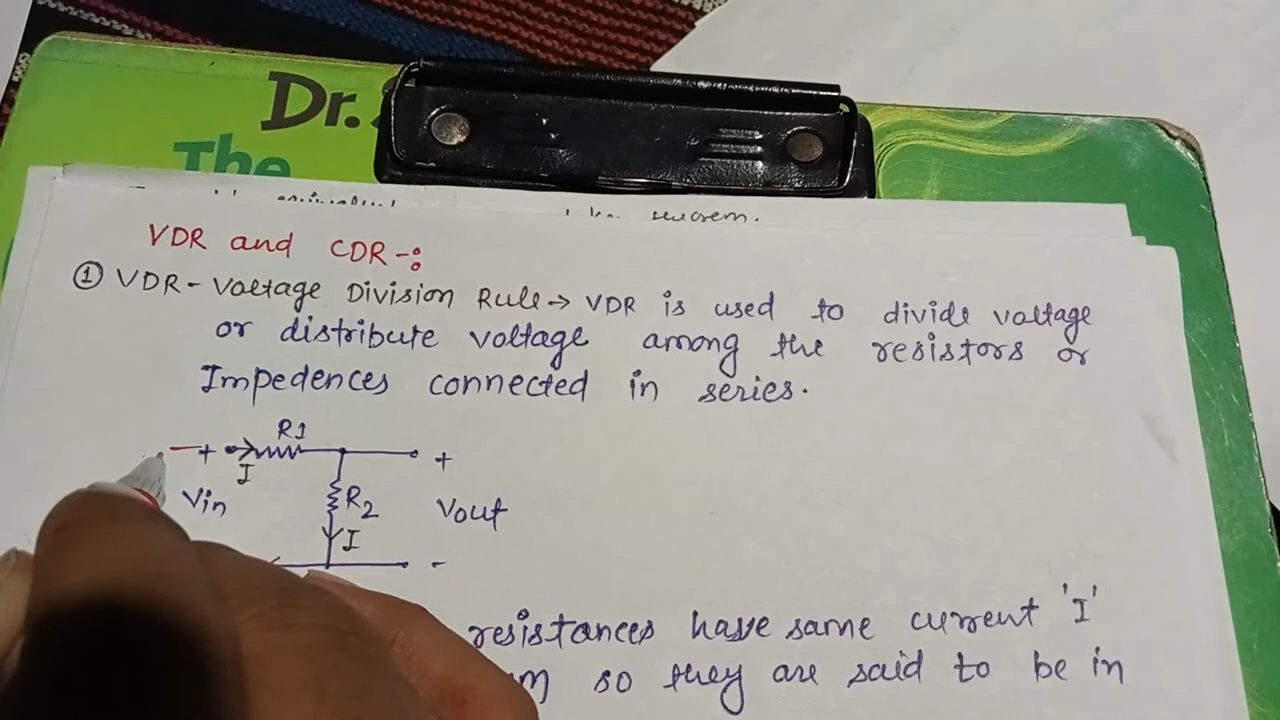 Dr.
The
VDR and CDR-:
① VDR - Voltage Division Rule → VDR is used to divide voltage
or distribute voltage among the resistors or
Impedences connected in series.
R1
+ I +
Vin R2 Vout
I
-
resistances have same current 'I'
so they are said to be in